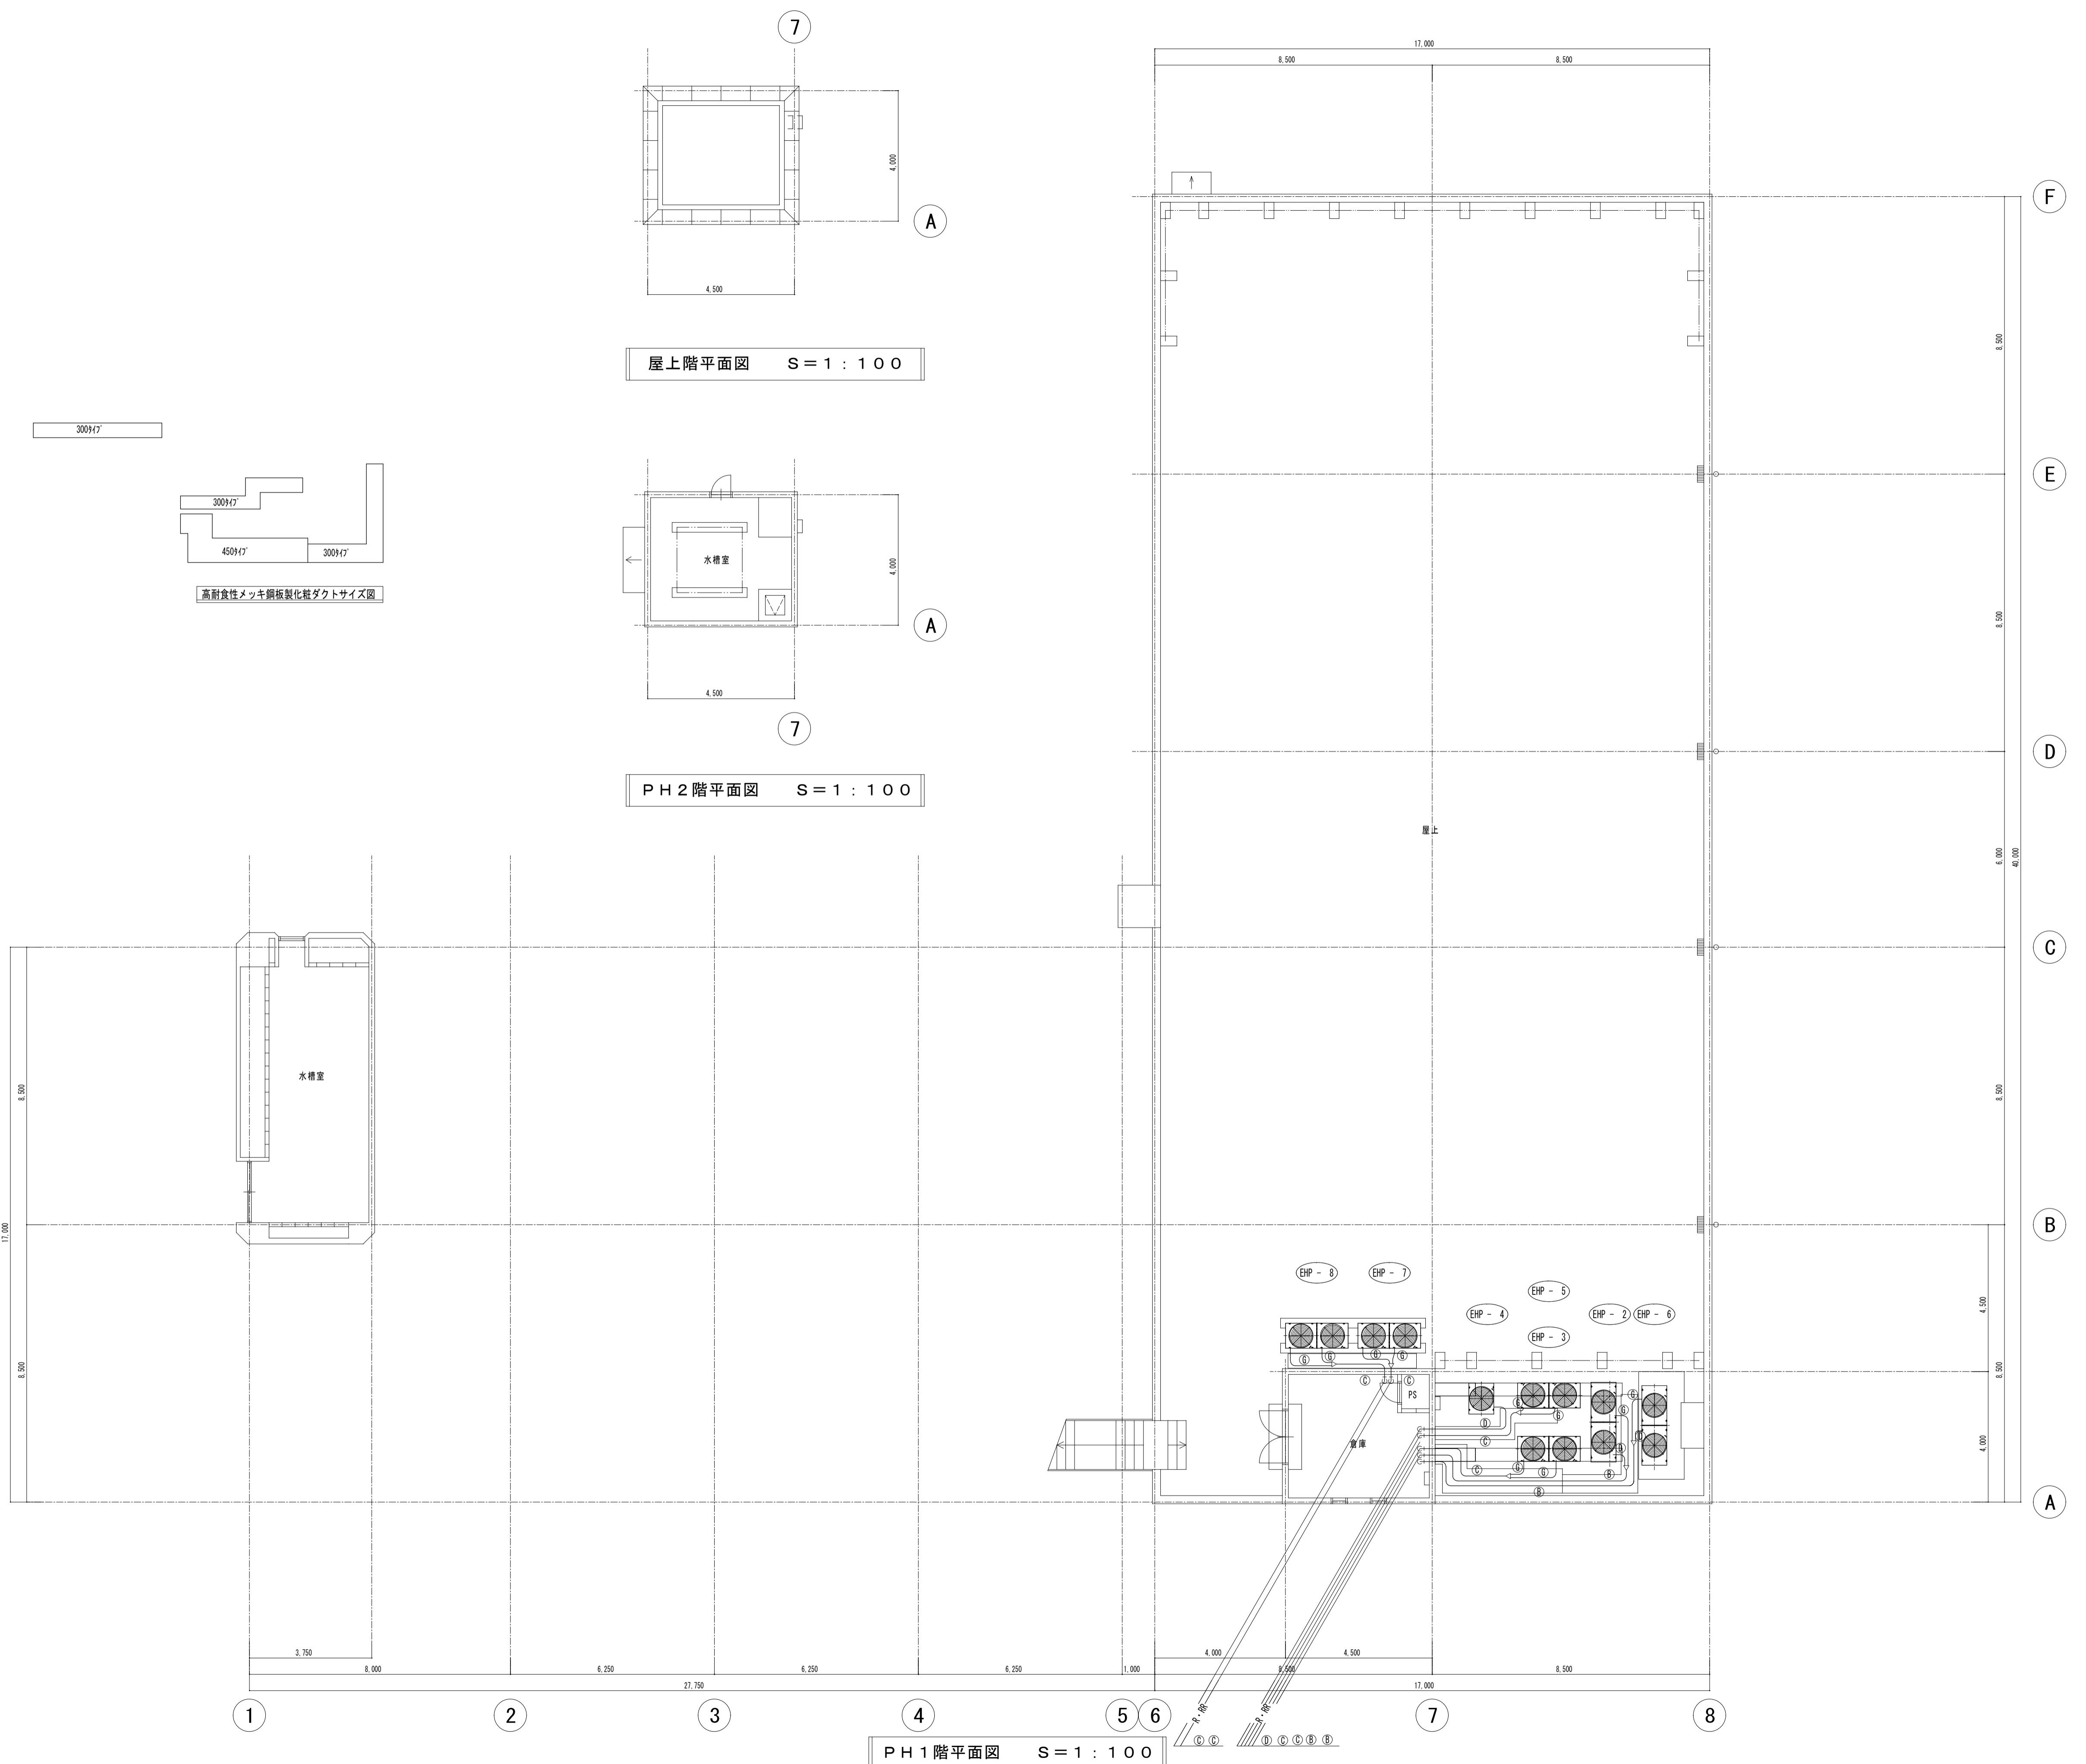 7
4,000
A
4,500
屋上階平面図 S=1:100
300ﾀｲﾌﾟ
300ﾀｲﾌﾟ
450ﾀｲﾌﾟ
300ﾀｲﾌﾟ
高耐食性メッキ鋼板製化粧ダクトサイズ図
水槽室
4,000
A
4,500
7
PH2階平面図 S=1:100
17,000
8,500
8,500
F
8,500
E
8,500
D
屋上
6,000
40,000
C
8,500
8,500
水槽室
17,000
B
EHP - 8
EHP - 7
EHP - 5
EHP - 4
EHP - 2
EHP - 6
EHP - 3
4,500
8,500
8,500
4,000
G
G
G
G
C
C
PS
G
G
G
G
D
C
D
D
倉庫
C
G
G
B
B
A
3,750
4,000
4,500
8,000
6,250
6,250
6,250
1,000
8,500
8,500
27,750
17,000
1
2
3
4
5
6
7
8
R・RR
R・RR
C C
D C C B B
PH1階平面図 S=1:100